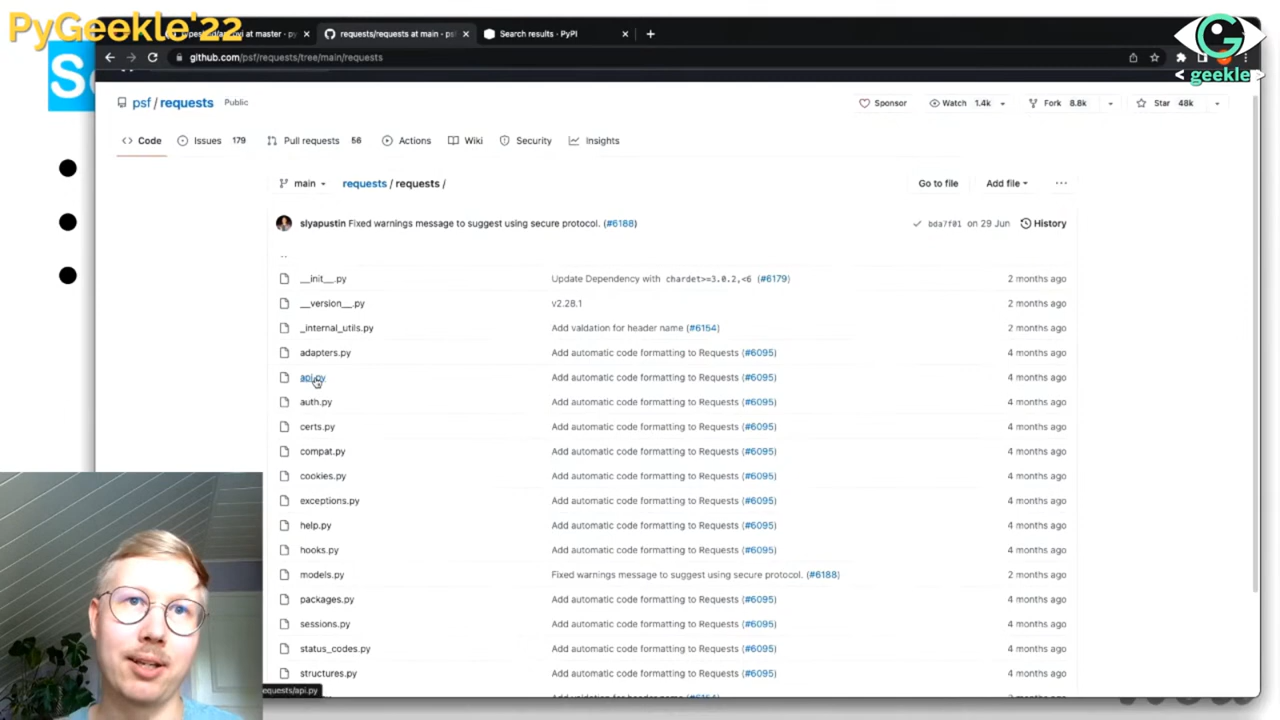 PyGeekle'22
api.pyi at master · py
requests/requests at main · ps
Search results · PyPI
github.com/psf/requests/tree/main/requests
< geekle >
psf / requests Public
Sponsor
Watch 1.4k
Fork 8.8k
Star 48k
Code
Issues 179
Pull requests 56
Actions
Wiki
Security
Insights
main
requests / requests /
Go to file
Add file
...
slyapustin Fixed warnings message to suggest using secure protocol. (#6188)
bda7f01 on 29 Jun
History
..
__init__.py Update Dependency with chardet>=3.0.2,<6 (#6179) 2 months ago
__version__.py v2.28.1 2 months ago
_internal_utils.py Add valdation for header name (#6154) 2 months ago
adapters.py Add automatic code formatting to Requests (#6095) 4 months ago
api.py Add automatic code formatting to Requests (#6095) 4 months ago
auth.py Add automatic code formatting to Requests (#6095) 4 months ago
certs.py Add automatic code formatting to Requests (#6095) 4 months ago
compat.py Add automatic code formatting to Requests (#6095) 4 months ago
cookies.py Add automatic code formatting to Requests (#6095) 4 months ago
exceptions.py Add automatic code formatting to Requests (#6095) 4 months ago
help.py Add automatic code formatting to Requests (#6095) 4 months ago
hooks.py Add automatic code formatting to Requests (#6095) 4 months ago
models.py Fixed warnings message to suggest using secure protocol. (#6188) 2 months ago
packages.py Add automatic code formatting to Requests (#6095) 4 months ago
sessions.py Add automatic code formatting to Requests (#6095) 4 months ago
status_codes.py Add automatic code formatting to Requests (#6095) 4 months ago
structures.py Add automatic code formatting to Requests (#6095) 4 months ago
equests/api.py